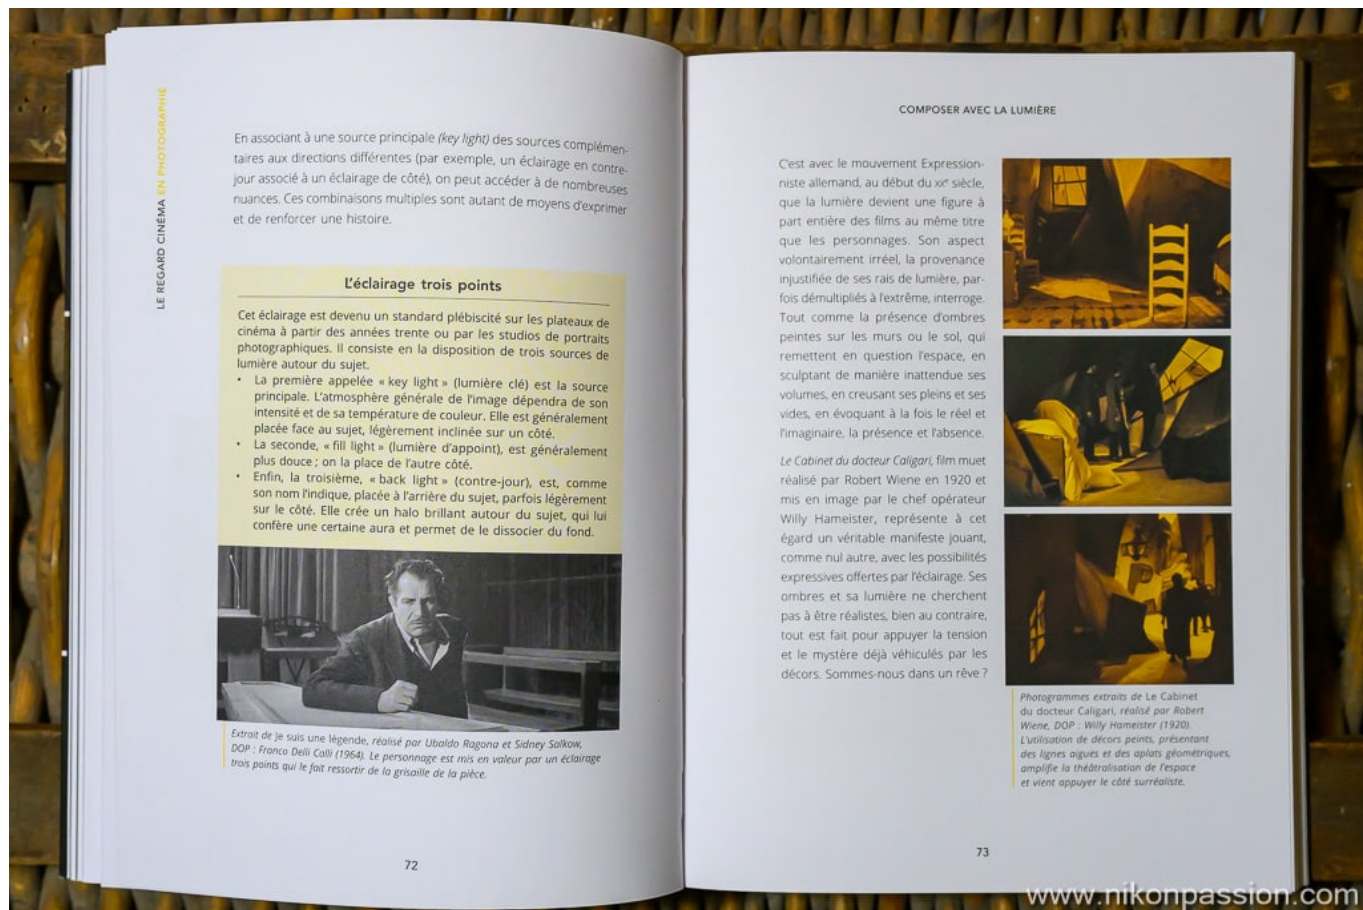 LE REGARD CINÉMA EN PHOTOGRAPHIE
En associant à une source principale (key light) des sources complémen-
taires aux directions différentes (par exemple, un éclairage en contre-
jour associé à un éclairage de côté), on peut accéder à de nombreuses
nuances. Ces combinaisons multiples sont autant de moyens d'exprimer
et de renforcer une histoire.
L'éclairage trois points
Cet éclairage est devenu un standard plébiscité sur les plateaux de
cinéma à partir des années trente ou par les studios de portraits
photographiques. Il consiste en la disposition de trois sources de
lumière autour du sujet.
• La première appelée « key light » (lumière clé) est la source
principale. L'atmosphère générale de l'image dépendra de son
intensité et de sa température de couleur. Elle est généralement
placée face au sujet, légèrement inclinée sur un côté.
• La seconde, « fill light » (lumière d'appoint), est généralement
plus douce ; on la place de l'autre côté.
• Enfin, la troisième, « back light » (contre-jour), est, comme
son nom l'indique, placée à l'arrière du sujet, parfois légèrement
sur le côté. Elle crée un halo brillant autour du sujet, qui lui
confère une certaine aura et permet de le dissocier du fond.
Extrait de Je suis une légende, réalisé par Ubaldo Ragona et Sidney Salkow,
DOP : Franco Delli Calli (1964). Le personnage est mis en valeur par un éclairage
trois points qui le fait ressortir de la grisaille de la pièce.
72
COMPOSER AVEC LA LUMIÈRE
C'est avec le mouvement Expression-
niste allemand, au début du XXe siècle,
que la lumière devient une figure à
part entière des films au même titre
que les personnages. Son aspect
volontairement irréel, la provenance
injustifiée de ses rais de lumière, par-
fois démultipliés à l'extrême, interroge.
Tout comme la présence d'ombres
peintes sur les murs ou le sol, qui
remettent en question l'espace, en
sculptant de manière inattendue ses
volumes, en creusant ses pleins et ses
vides, en évoquant à la fois le réel et
l'imaginaire, la présence et l'absence.
Le Cabinet du docteur Caligari, film muet
réalisé par Robert Wiene en 1920 et
mis en image par le chef opérateur
Willy Hameister, représente à cet
égard un véritable manifeste jouant,
comme nul autre, avec les possibilités
expressives offertes par l'éclairage. Ses
ombres et sa lumière ne cherchent
pas à être réalistes, bien au contraire,
tout est fait pour appuyer la tension
et le mystère déjà véhiculés par les
décors. Sommes-nous dans un rêve ?
Photogrammes extraits de Le Cabinet
du docteur Caligari, réalisé par Robert
Wiene, DOP : Willy Hameister (1920).
L'utilisation de décors peints, présentant
des lignes aiguës et des aplats géométriques,
amplifie la théâtralisation de l'espace
et vient appuyer le côté surréaliste.
73
www.nikonpassion.com